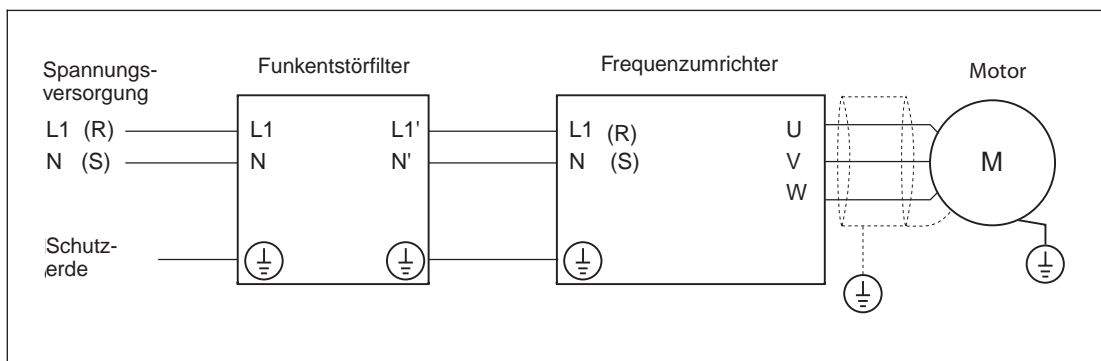 Spannungs-
versorgung
Funkentstörfilter
Frequenzumrichter
Motor
L1 (R)
L1
L1'
L1 (R)
U
N (S)
N
N'
N (S)
V
M
W
Schutz-
erde